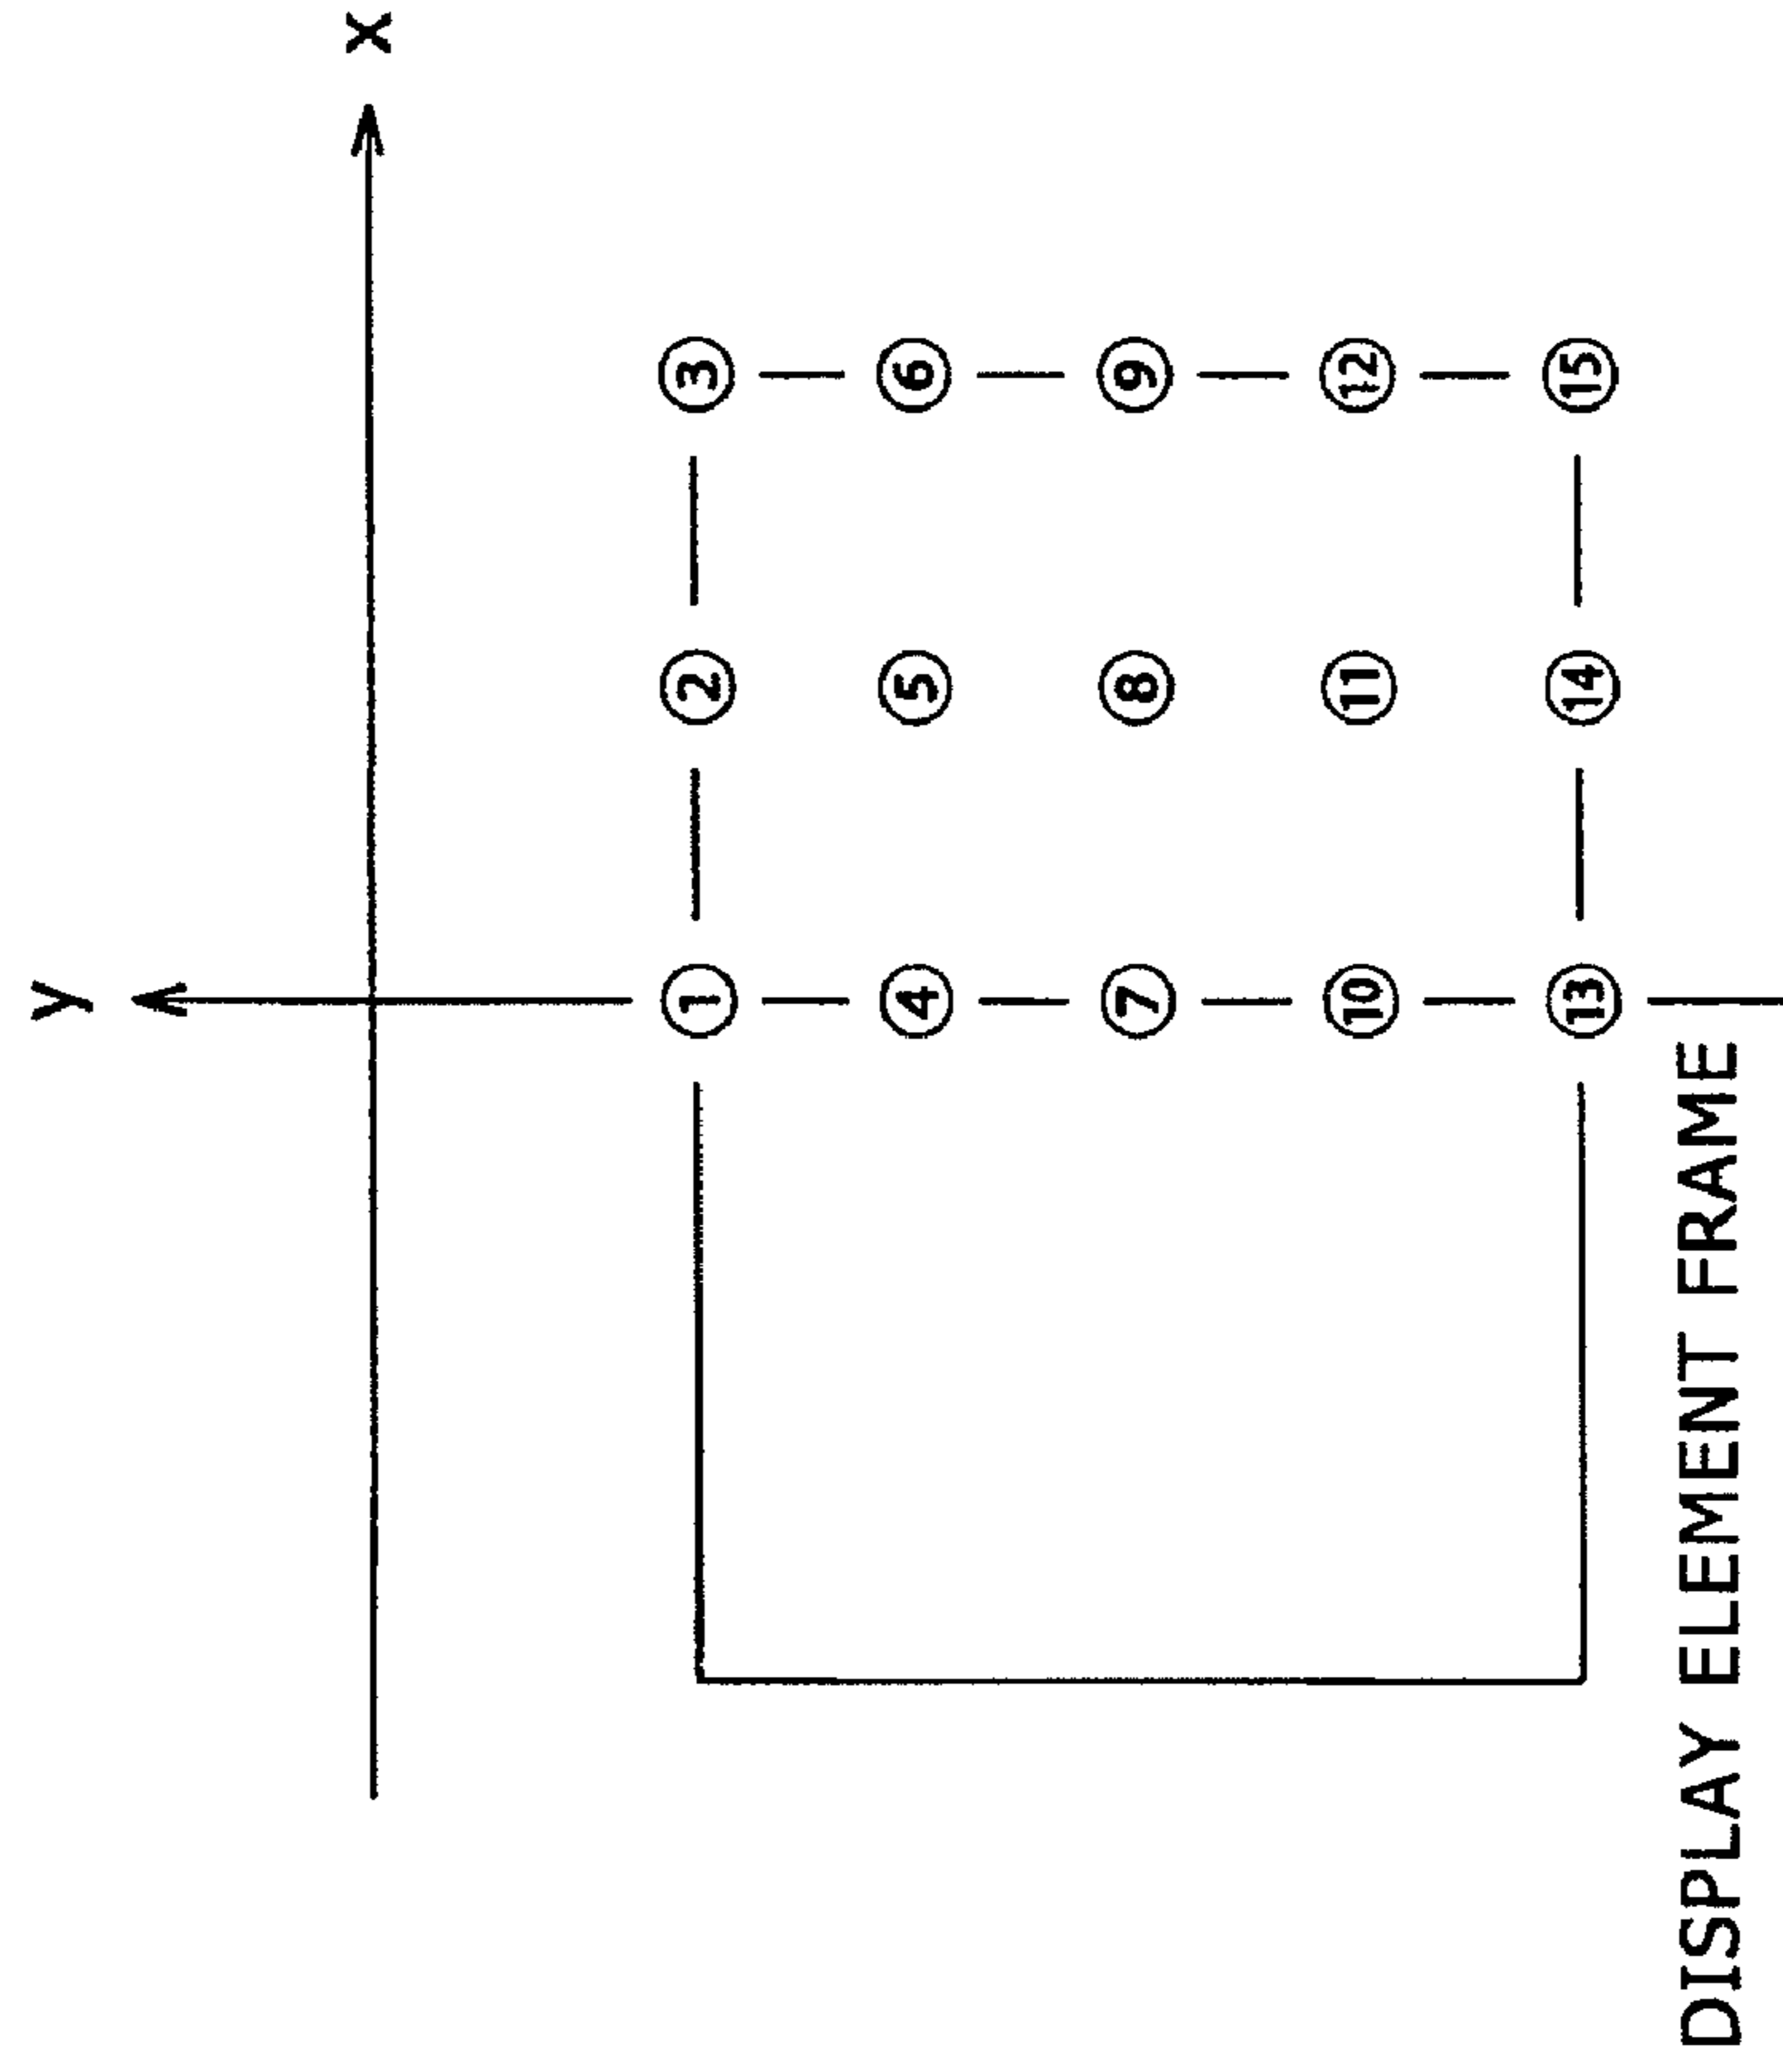 y
x
① ② ③
④ ⑤ ⑥
⑦ ⑧ ⑨
⑩ ⑪ ⑫
⑬ ⑭ ⑮
DISPLAY ELEMENT FRAME